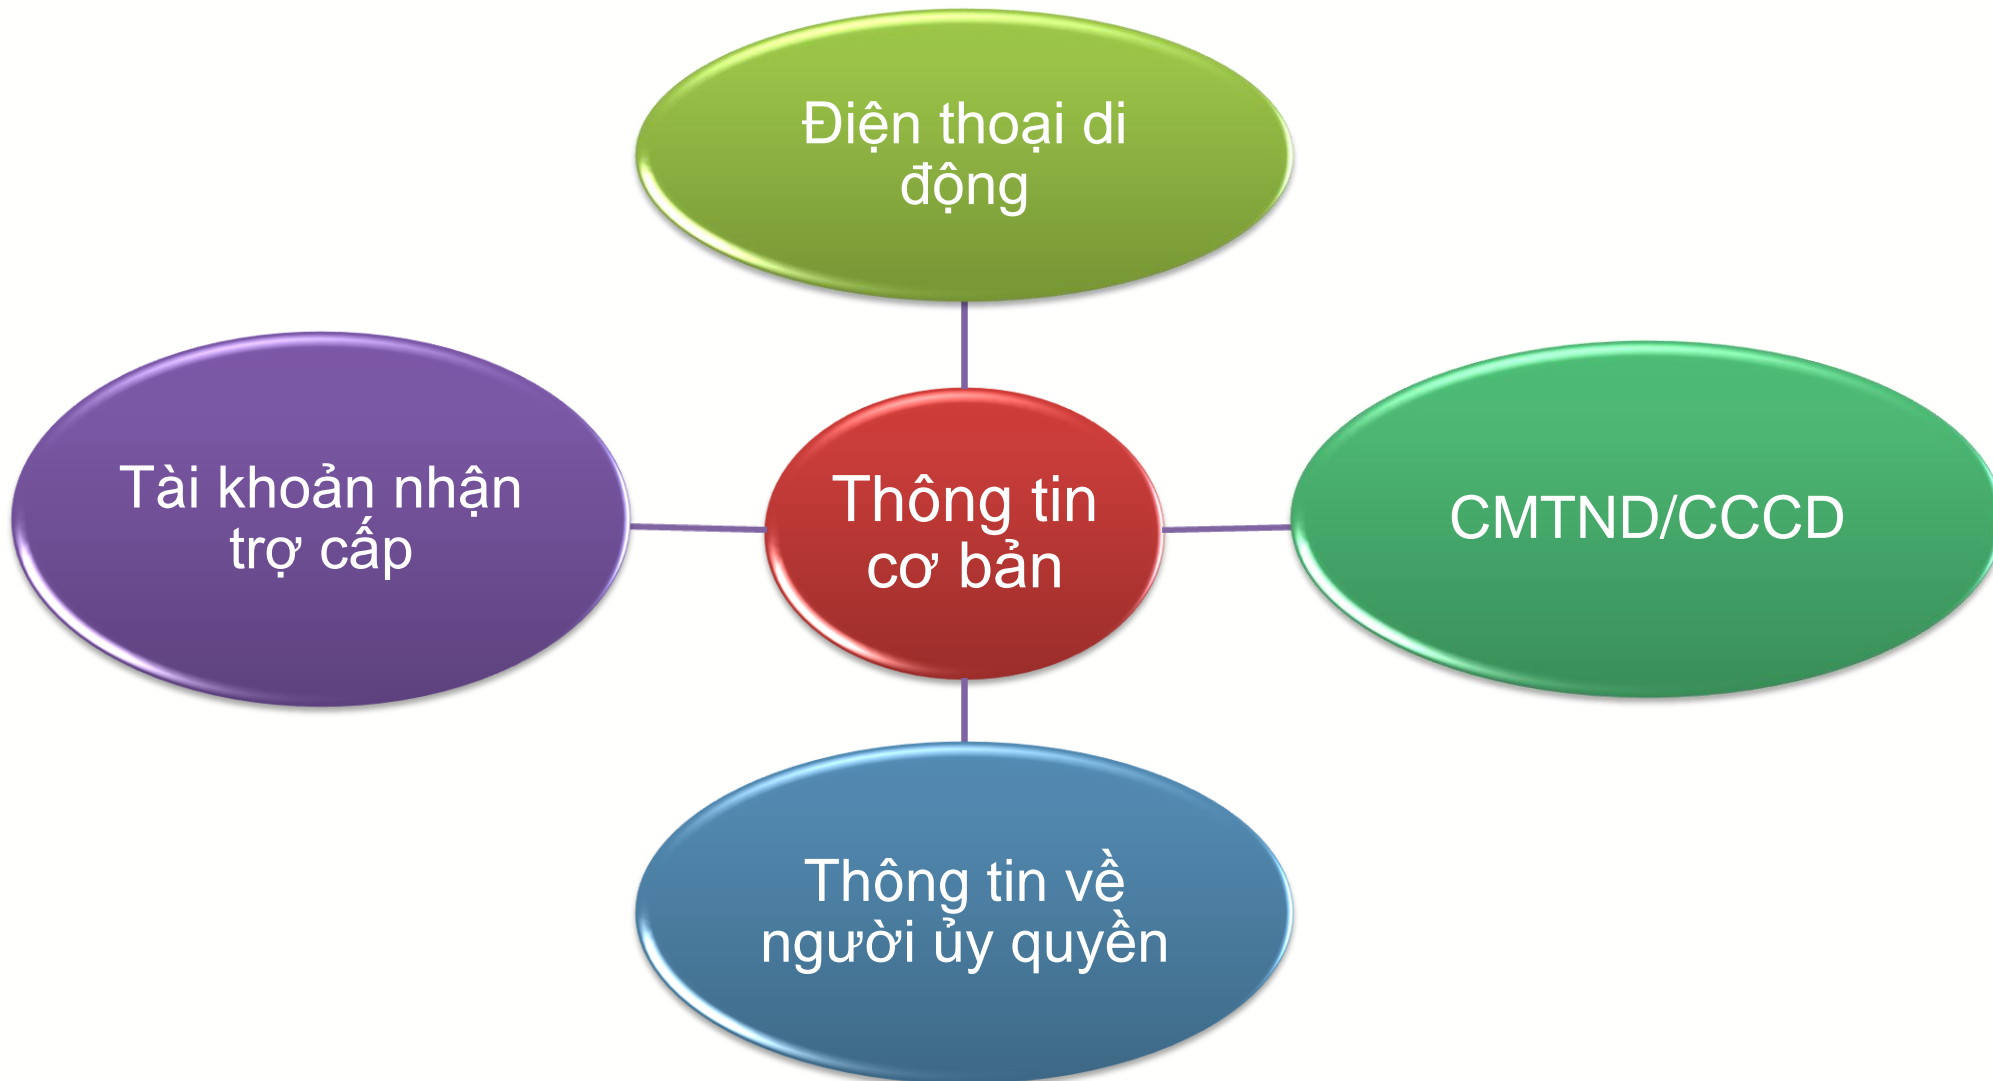 Điện thoại di
động
Tài khoản nhận
trợ cấp
Thông tin
cơ bản
CMTND/CCCD
Thông tin về
người ủy quyền